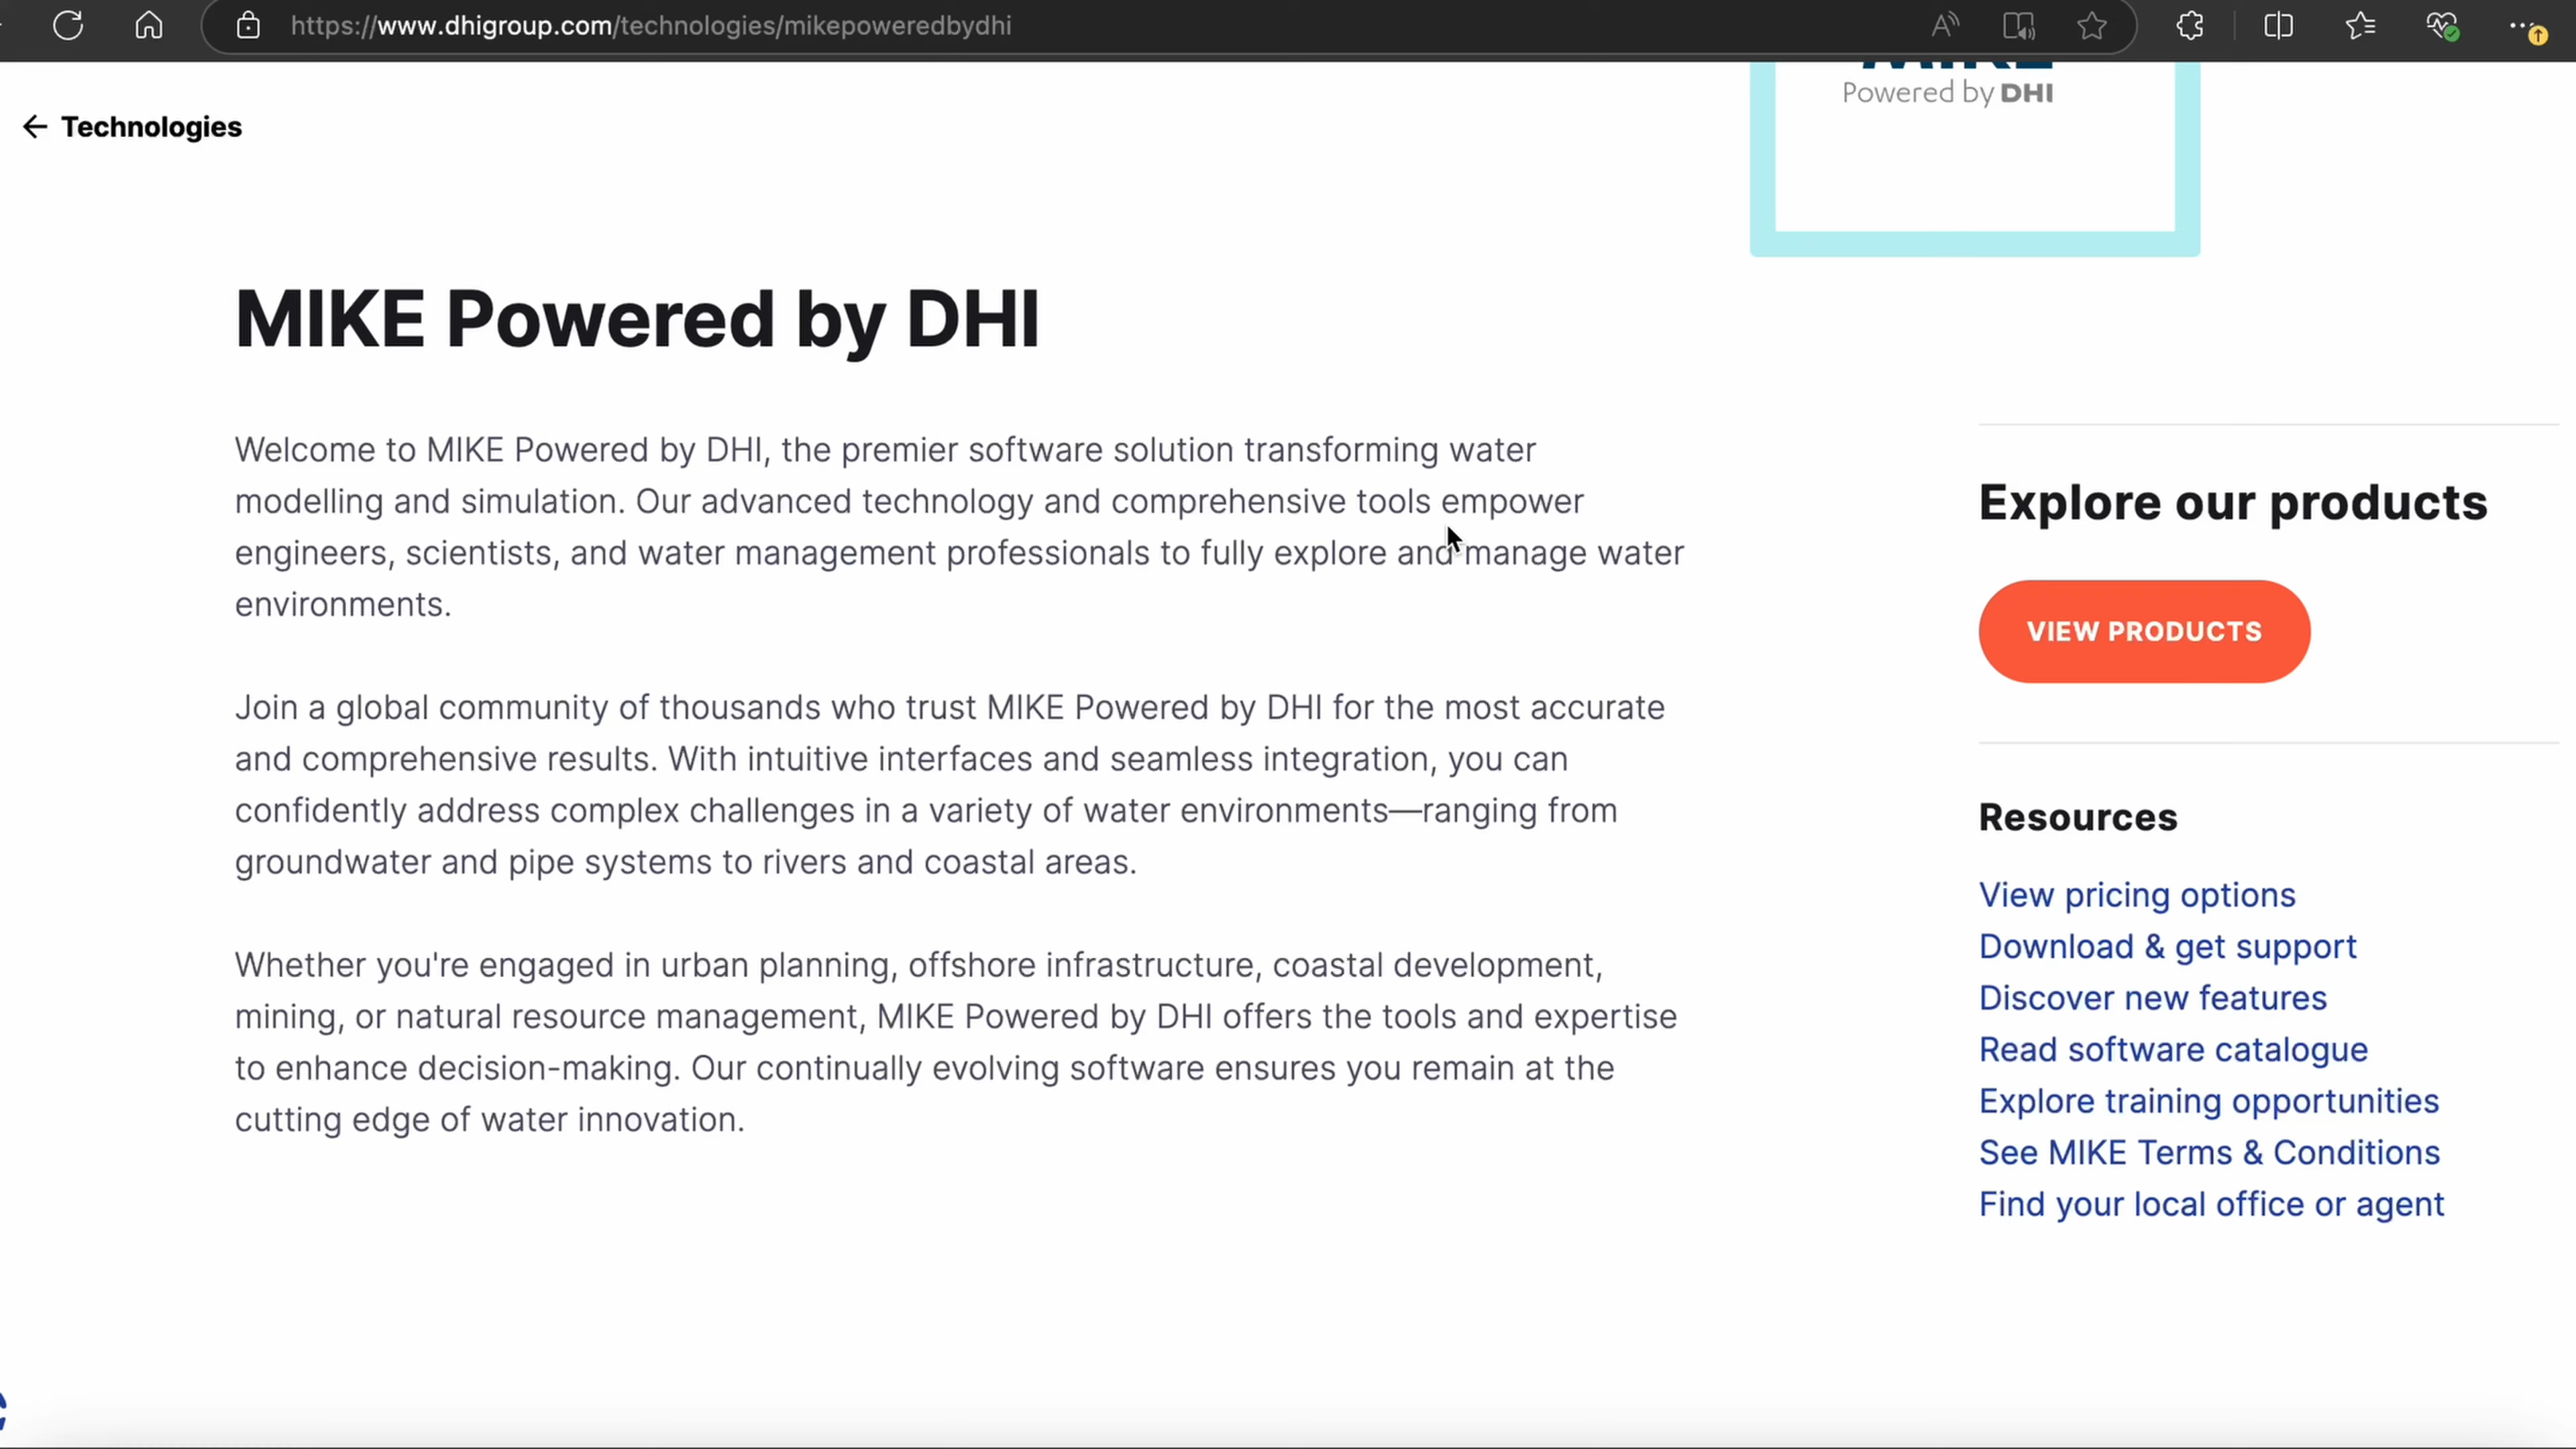 https://www.dhigroup.com/technologies/mikepoweredbydhi
Powered by DHI
Technologies
MIKE Powered by DHI
Welcome to MIKE Powered by DHI, the premier software solution transforming water
modelling and simulation. Our advanced technology and comprehensive tools empower
engineers, scientists, and water management professionals to fully explore and manage water
environments.
Join a global community of thousands who trust MIKE Powered by DHI for the most accurate
and comprehensive results. With intuitive interfaces and seamless integration, you can
confidently address complex challenges in a variety of water environments—ranging from
groundwater and pipe systems to rivers and coastal areas.
Whether you're engaged in urban planning, offshore infrastructure, coastal development,
mining, or natural resource management, MIKE Powered by DHI offers the tools and expertise
to enhance decision-making. Our continually evolving software ensures you remain at the
cutting edge of water innovation.
Explore our products
VIEW PRODUCTS
Resources
View pricing options
Download & get support
Discover new features
Read software catalogue
Explore training opportunities
See MIKE Terms & Conditions
Find your local office or agent